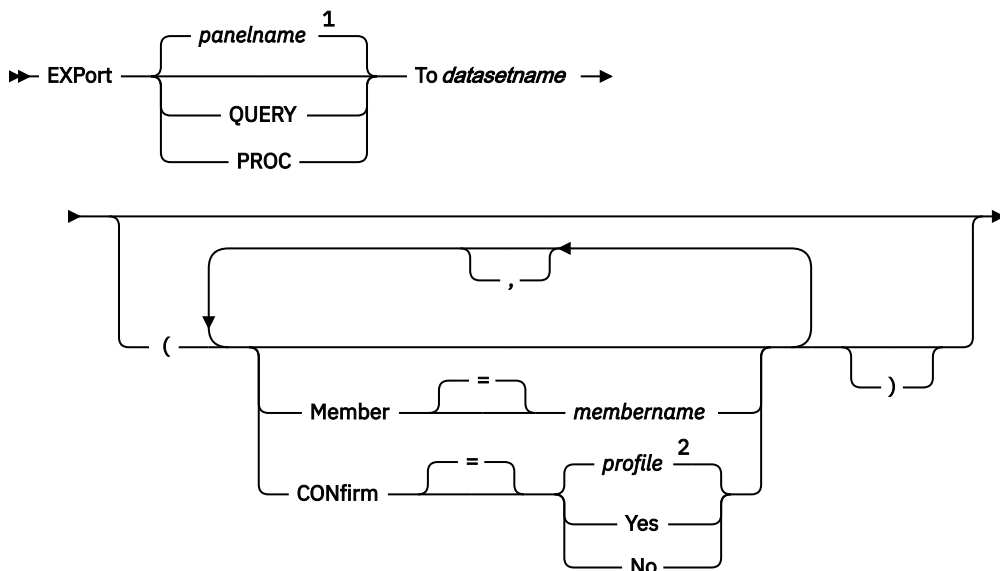 panelname 1
EXPort
To datasetname
QUERY
PROC
,
(
)
=
Member
membername
=
profile 2
CONfirm
Yes
No